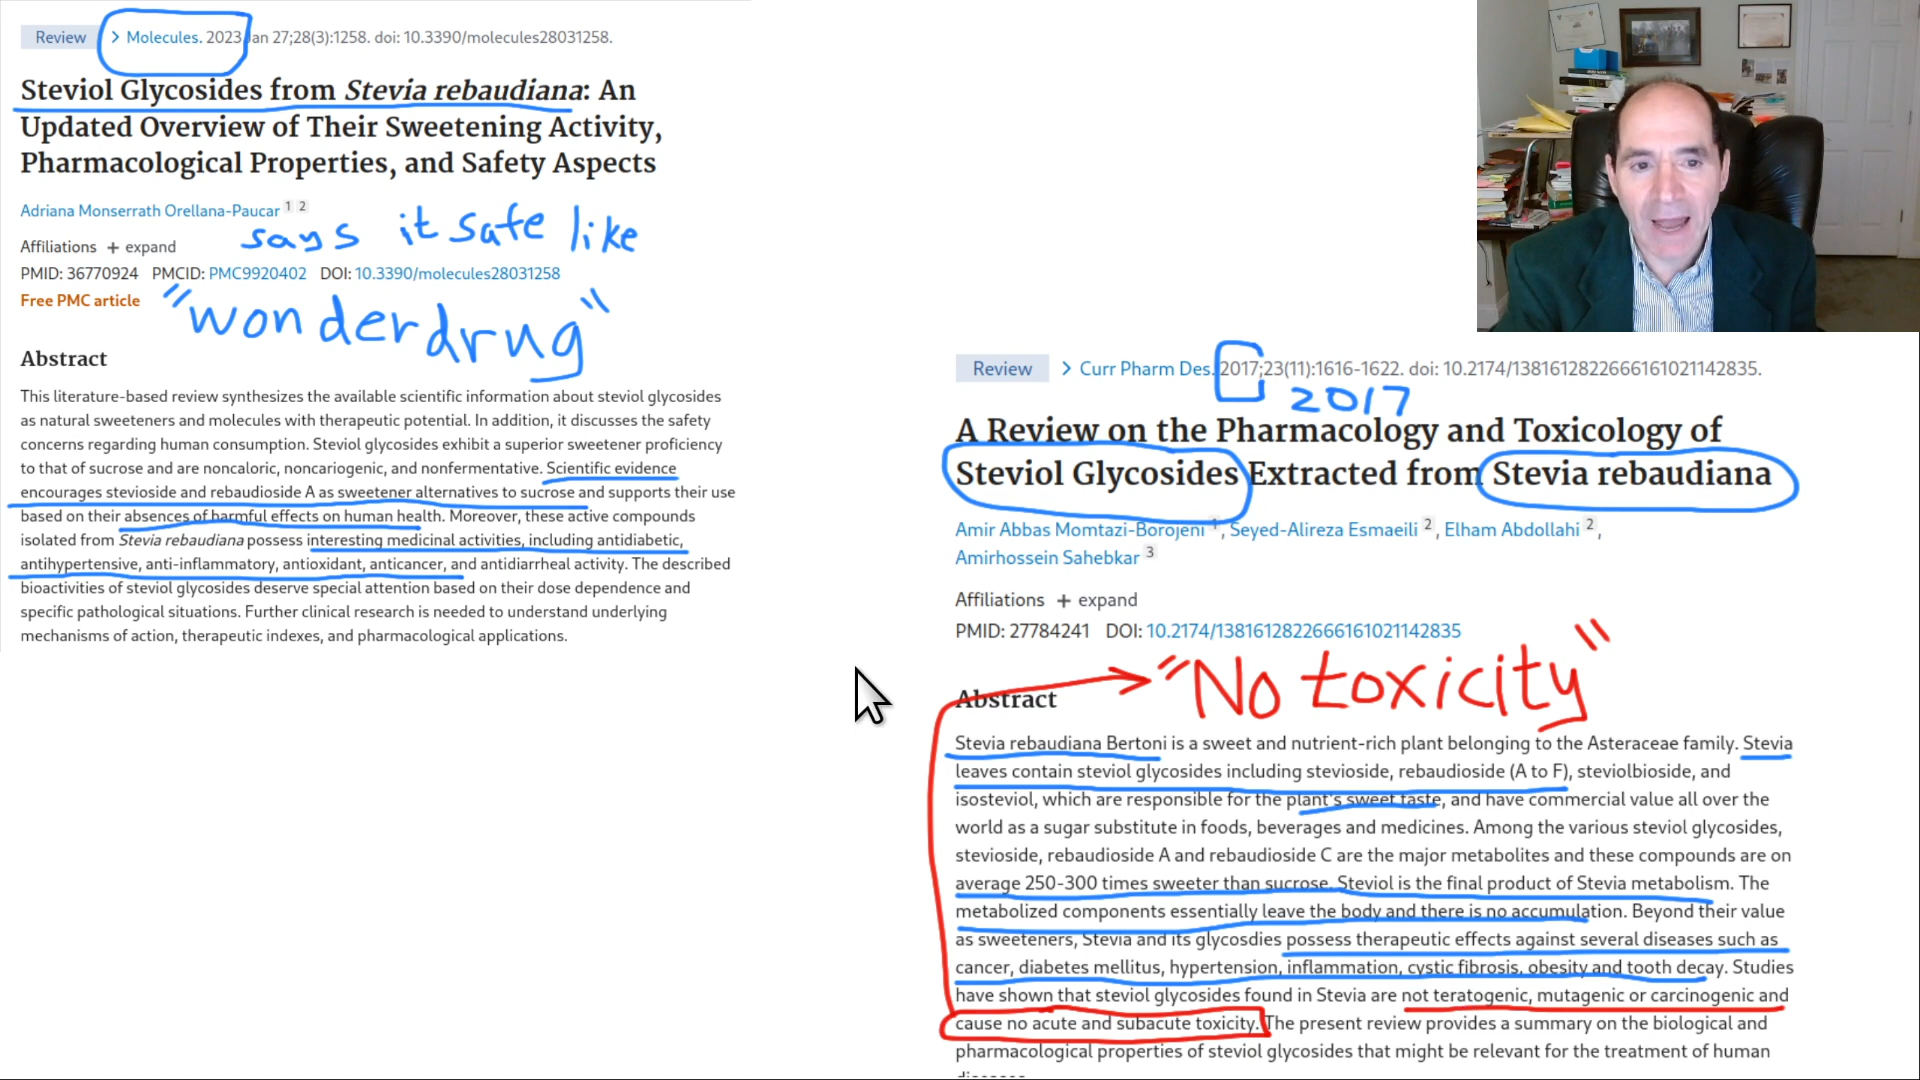 Review > Molecules. 2023 Jan 27;28(3):1258. doi: 10.3390/molecules28031258.
Steviol Glycosides from Stevia rebaudiana: An
Updated Overview of Their Sweetening Activity,
Pharmacological Properties, and Safety Aspects
Adriana Monserrath Orellana-Paucar 1 2
says it safe like
Affiliations + expand
PMID: 36770924 PMCID: PMC9920402 DOI: 10.3390/molecules28031258
Free PMC article
"wonderdrug"
Abstract
This literature-based review synthesizes the available scientific information about steviol glycosides
as natural sweeteners and molecules with therapeutic potential. In addition, it discusses the safety
concerns regarding human consumption. Steviol glycosides exhibit a superior sweetener proficiency
to that of sucrose and are noncaloric, noncariogenic, and nonfermentative. Scientific evidence
encourages stevioside and rebaudioside A as sweetener alternatives to sucrose and supports their use
based on their absences of harmful effects on human health. Moreover, these active compounds
isolated from Stevia rebaudiana possess interesting medicinal activities, including antidiabetic,
antihypertensive, anti-inflammatory, antioxidant, anticancer, and antidiarrheal activity. The described
bioactivities of steviol glycosides deserve special attention based on their dose dependence and
specific pathological situations. Further clinical research is needed to understand underlying
mechanisms of action, therapeutic indexes, and pharmacological applications.
Review > Curr Pharm Des. 2017;23(11):1616-1622. doi: 10.2174/1381612822666161021142835.
2017
A Review on the Pharmacology and Toxicology of
Steviol Glycosides Extracted from Stevia rebaudiana
Amir Abbas Momtazi-Borojeni 1, Seyed-Alireza Esmaeili 2, Elham Abdollahi 2,
Amirhossein Sahebkar 3
Affiliations + expand
PMID: 27784241 DOI: 10.2174/1381612822666161021142835
"No toxicity"
Abstract
Stevia rebaudiana Bertoni is a sweet and nutrient-rich plant belonging to the Asteraceae family. Stevia
leaves contain steviol glycosides including stevioside, rebaudioside (A to F), steviolbioside, and
isosteviol, which are responsible for the plant's sweet taste, and have commercial value all over the
world as a sugar substitute in foods, beverages and medicines. Among the various steviol glycosides,
stevioside, rebaudioside A and rebaudioside C are the major metabolites and these compounds are on
average 250-300 times sweeter than sucrose. Steviol is the final product of Stevia metabolism. The
metabolized components essentially leave the body and there is no accumulation. Beyond their value
as sweeteners, Stevia and its glycosdies possess therapeutic effects against several diseases such as
cancer, diabetes mellitus, hypertension, inflammation, cystic fibrosis, obesity and tooth decay. Studies
have shown that steviol glycosides found in Stevia are not teratogenic, mutagenic or carcinogenic and
cause no acute and subacute toxicity. The present review provides a summary on the biological and
pharmacological properties of steviol glycosides that might be relevant for the treatment of human